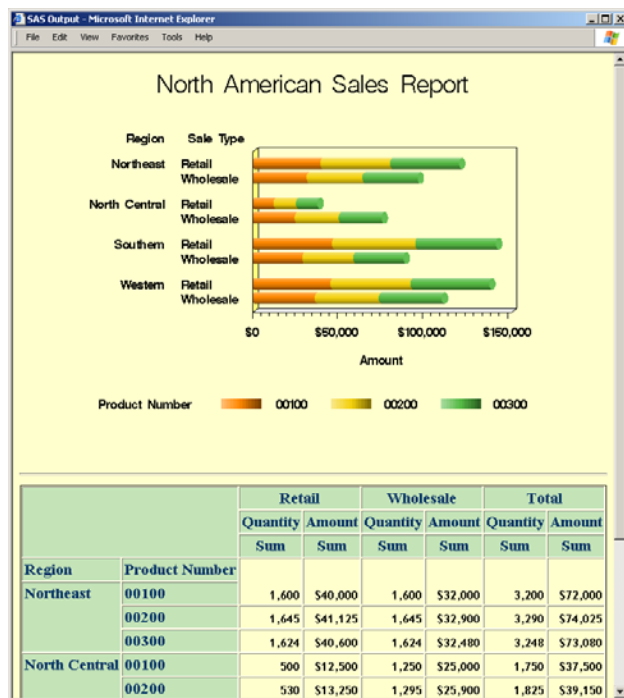 SAS Output - Microsoft Internet Explorer
File Edit View Favorites Tools Help
North American Sales Report
Region Sale Type
Northeast Retail
Wholesale
North Central Retail
Wholesale
Southern Retail
Wholesale
Western Retail
Wholesale
$0 $50,000 $100,000 $150,000
Amount
Product Number 00100 00200 00300
Retail Wholesale Total
Quantity Amount Quantity Amount Quantity Amount
Sum Sum Sum Sum Sum Sum
Region Product Number
Northeast 00100 1,600 $40,000 1,600 $32,000 3,200 $72,000
00200 1,645 $41,125 1,645 $32,900 3,290 $74,025
00300 1,624 $40,600 1,624 $32,480 3,248 $73,080
North Central 00100 500 $12,500 1,250 $25,000 1,750 $37,500
00200 530 $13,250 1,295 $25,900 1,825 $39,150